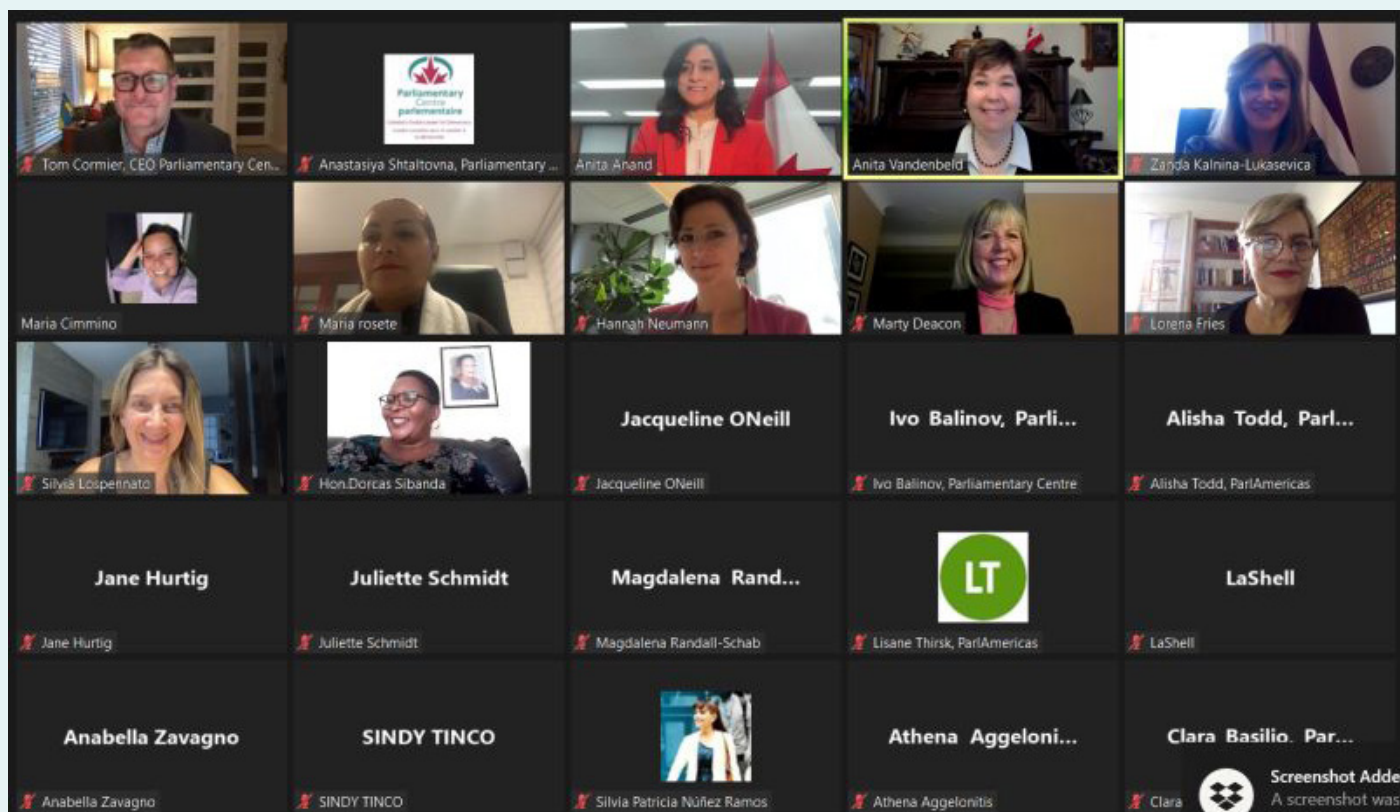 Parliamentary
Centre
parlementaire
Tom Cormier, CEO Parliamentary Cen...
Anastasiya Shtaltovna, Parliamentary ...
Anita Anand
Anita Vandenbeld
Zanda Kalnina-Lukasevica
Maria Cimmino
Maria rosete
Hannah Neumann
Marty Deacon
Lorena Fries
Silvia Lospennato
Hon.Dorcas Sibanda
Jacqueline ONeill
Jacqueline ONeill
Ivo Balinov, Parli...
Ivo Balinov, Parliamentary Centre
Alisha Todd, Parl...
Alisha Todd, ParlAmericas
Jane Hurtig
Jane Hurtig
Juliette Schmidt
Juliette Schmidt
Magdalena Rand...
Magdalena Randall-Schab
LT
Lisane Thirsk, ParlAmericas
LaShell
LaShell
Anabella Zavagno
Anabella Zavagno
SINDY TINCO
SINDY TINCO
Silvia Patricia Núñez Ramos
Athena Aggeloni...
Athena Aggelonitis
Clara Basilio, Par...
Clara
Screenshot Adde
A screenshot wa